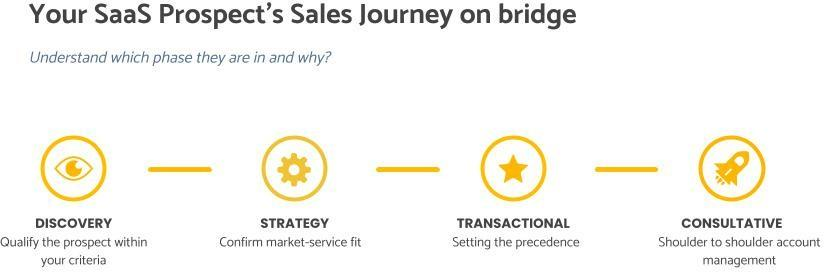 Your SaaS Prospect's Sales Journey on bridge
Understand which phase they are in and why?
DISCOVERY
Qualify the prospect within
your criteria
STRATEGY
Confirm market-service fit
TRANSACTIONAL
Setting the precedence
CONSULTATIVE
Shoulder to shoulder account
management